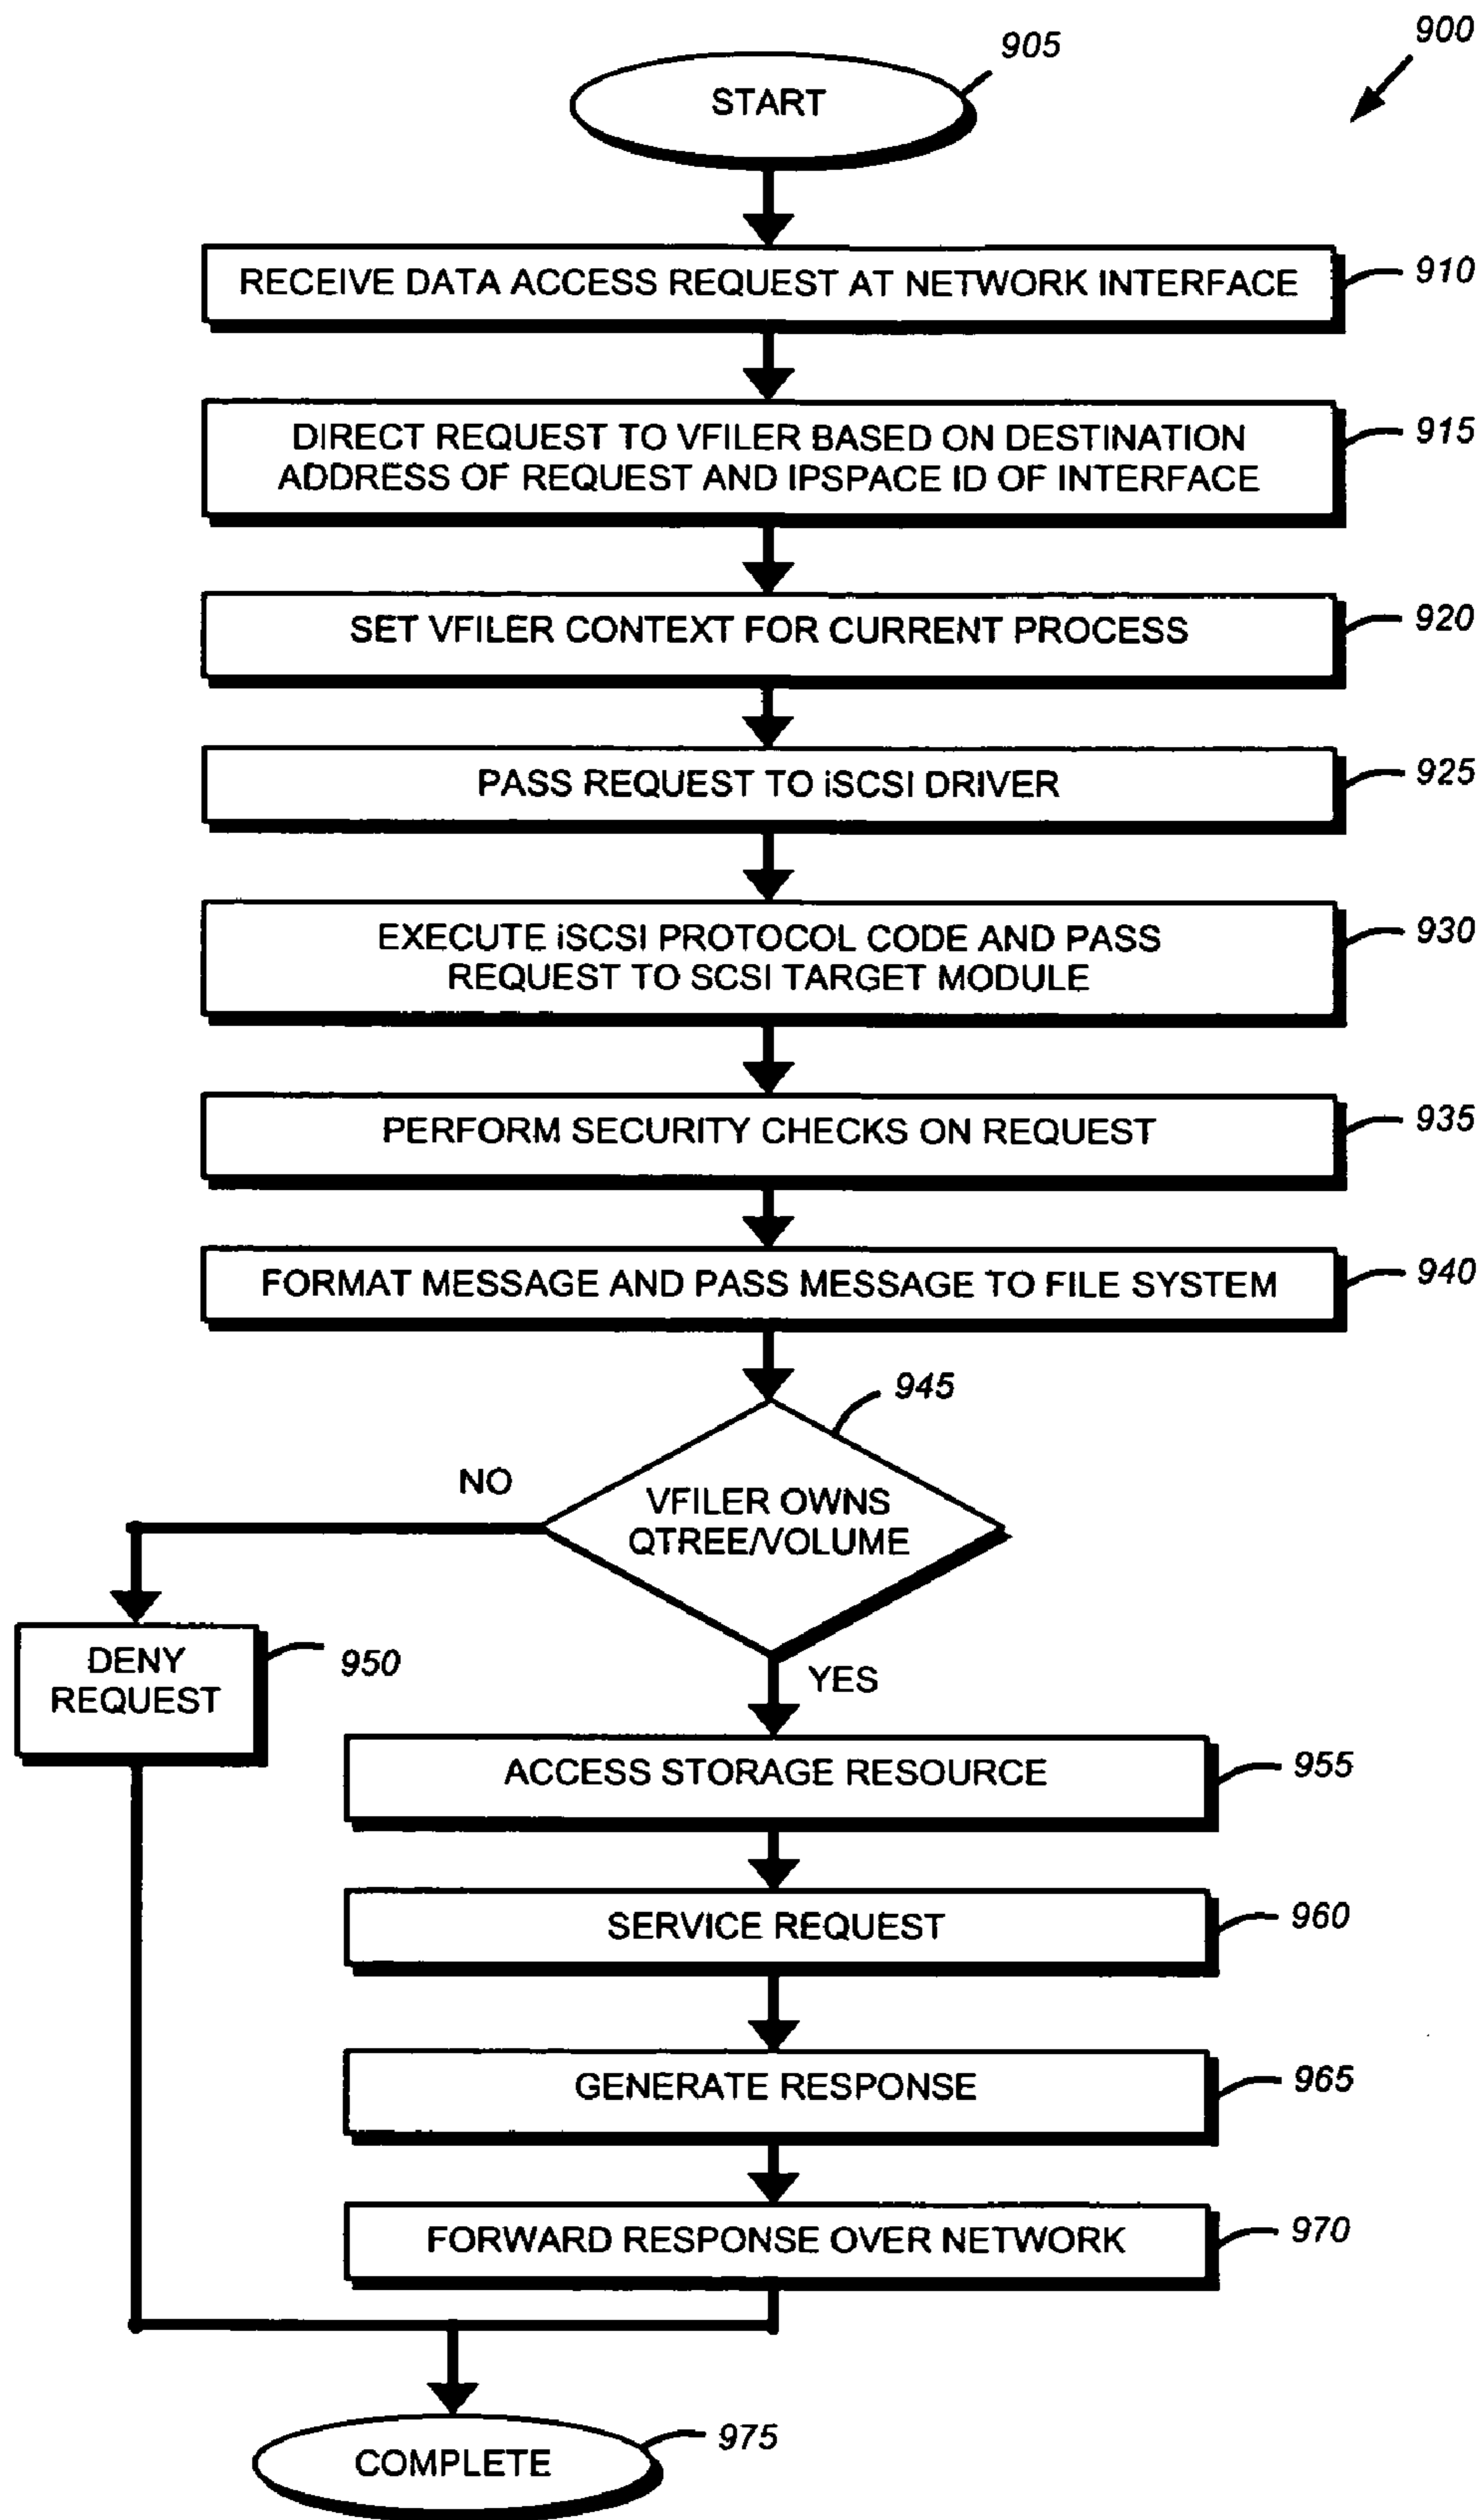 900
905
START
RECEIVE DATA ACCESS REQUEST AT NETWORK INTERFACE
910
DIRECT REQUEST TO VFILER BASED ON DESTINATION
ADDRESS OF REQUEST AND IPSPACE ID OF INTERFACE
915
SET VFILER CONTEXT FOR CURRENT PROCESS
920
PASS REQUEST TO iSCSI DRIVER
925
EXECUTE iSCSI PROTOCOL CODE AND PASS
REQUEST TO SCSI TARGET MODULE
930
PERFORM SECURITY CHECKS ON REQUEST
935
FORMAT MESSAGE AND PASS MESSAGE TO FILE SYSTEM
940
945
VFILER OWNS
QTREE/VOLUME
NO
DENY
REQUEST
950
YES
ACCESS STORAGE RESOURCE
955
SERVICE REQUEST
960
GENERATE RESPONSE
965
FORWARD RESPONSE OVER NETWORK
970
COMPLETE
975